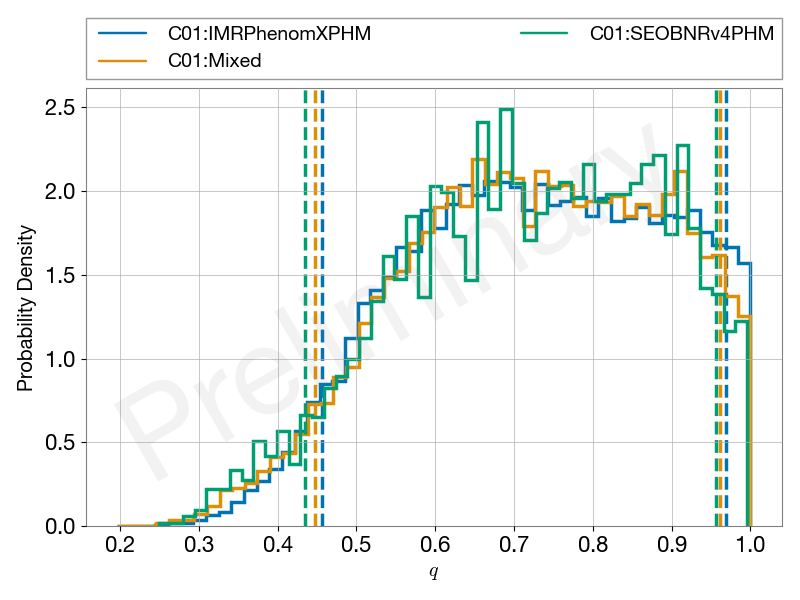 C01:IMRPhenomXPHM C01:SEOBNRv4PHM
C01:Mixed
2.5
2.0
1.5
1.0
0.5
0.0
Probability Density
Preliminary
0.2 0.3 0.4 0.5 0.6 0.7 0.8 0.9 1.0
q